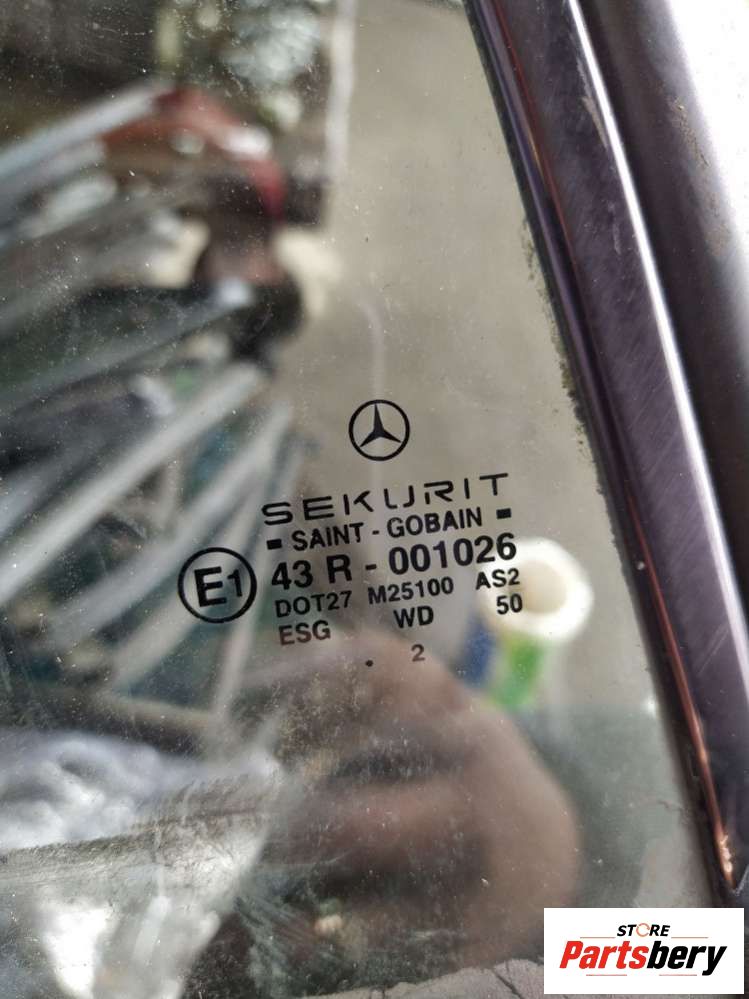 SEKURIT
SAINT - GOBAIN
E1
43 R - 001026
DOT27 M25100 AS2
ESG WD 50
. 2
STORE
Partsbery